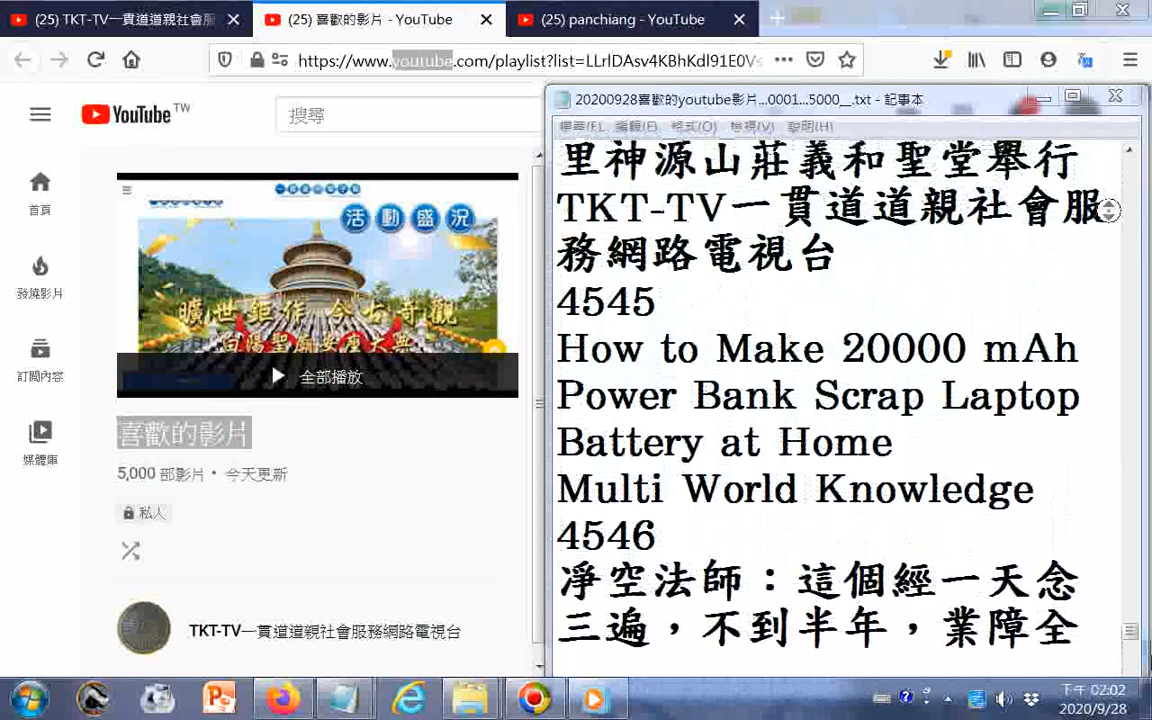 (25) TKT-TV一貫道道親社會服
(25) 喜歡的影片 - YouTube
(25) panchiang - YouTube
https://www.youtube.com/playlist?list=LLrlDAsv4KBhKdl91E0Vs
YouTube TW
搜尋
首頁
發燒影片
訂閱內容
媒體庫
活動盛況
曠世鉅作 今古奇觀
全部播放
喜歡的影片
5,000 部影片・ 今天更新
私人
TKT-TV一貫道道親社會服務網路電視台
20200928喜歡的youtube影片...0001...5000__.txt - 記事本
檔案(F) 編輯(E) 格式(O) 檢視(V) 說明(H)
里神源山莊義和聖堂舉行
TKT-TV一貫道道親社會服
務網路電視台
4545
How to Make 20000 mAh
Power Bank Scrap Laptop
Battery at Home
Multi World Knowledge
4546
凈空法師：這個經一天念
三遍，不到半年，業障全
下午 02:02
2020/9/28